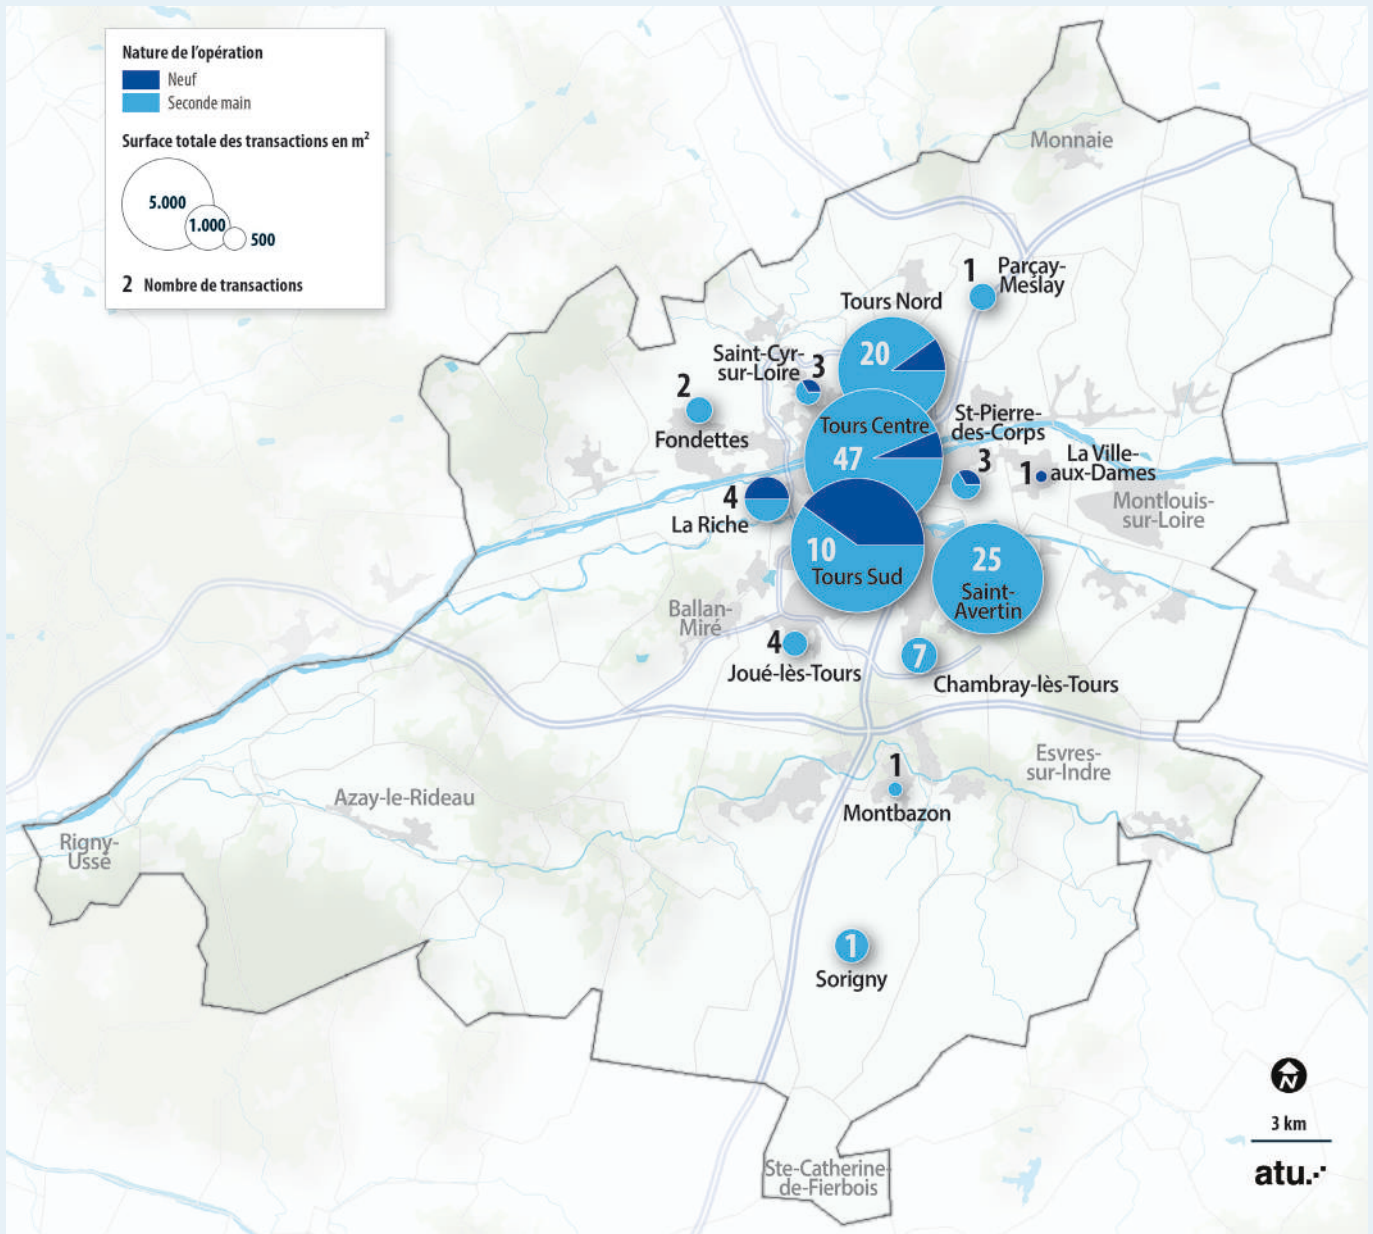 Nature de l'opération
Neuf
Seconde main
Surface totale des transactions en m²
5.000
1.000
500
2 Nombre de transactions
Monnaie
1
Parçay-
Meslay
Tours Nord
20
Saint-Cyr-
sur-Loire
3
2
Fondettes
Tours Centre
47
St-Pierre-
des-Corps
3
La Ville-
aux-Dames
1
Montlouis-
sur-Loire
4
La Riche
10
Tours Sud
25
Saint-
Avertin
Ballan-
Miré
4
Joué-lès-Tours
7
Chambray-lès-Tours
Esvres-
sur-Indre
1
Montbazon
Azay-le-Rideau
Rigny-
Ussé
1
Sorigny
N
3 km
atu.
Ste-Catherine-
de-Fierbois